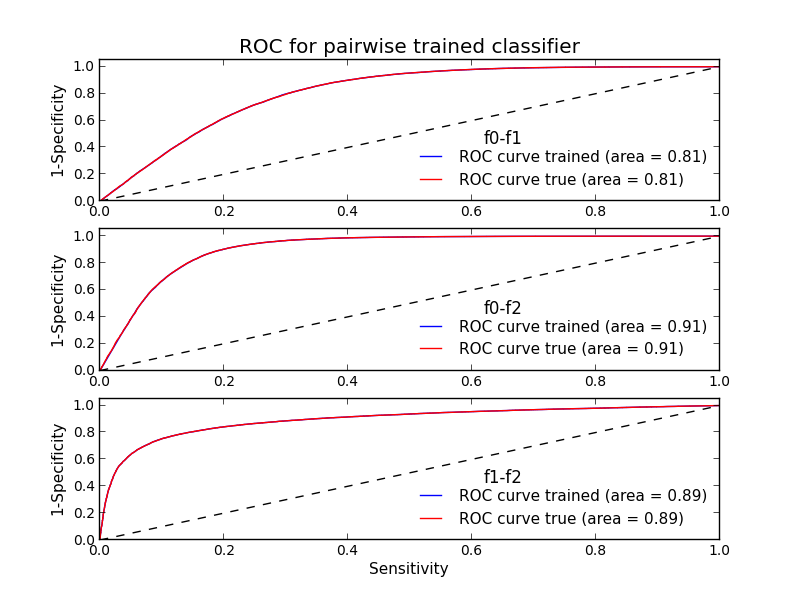 ROC for pairwise trained classifier
1-Specificity
1.0
0.8
0.6
0.4
0.2
0.0
f0-f1
ROC curve trained (area = 0.81)
ROC curve true (area = 0.81)
0.0 0.2 0.4 0.6 0.8 1.0
1-Specificity
1.0
0.8
0.6
0.4
0.2
0.0
f0-f2
ROC curve trained (area = 0.91)
ROC curve true (area = 0.91)
0.0 0.2 0.4 0.6 0.8 1.0
1-Specificity
1.0
0.8
0.6
0.4
0.2
0.0
f1-f2
ROC curve trained (area = 0.89)
ROC curve true (area = 0.89)
0.0 0.2 0.4 0.6 0.8 1.0
Sensitivity